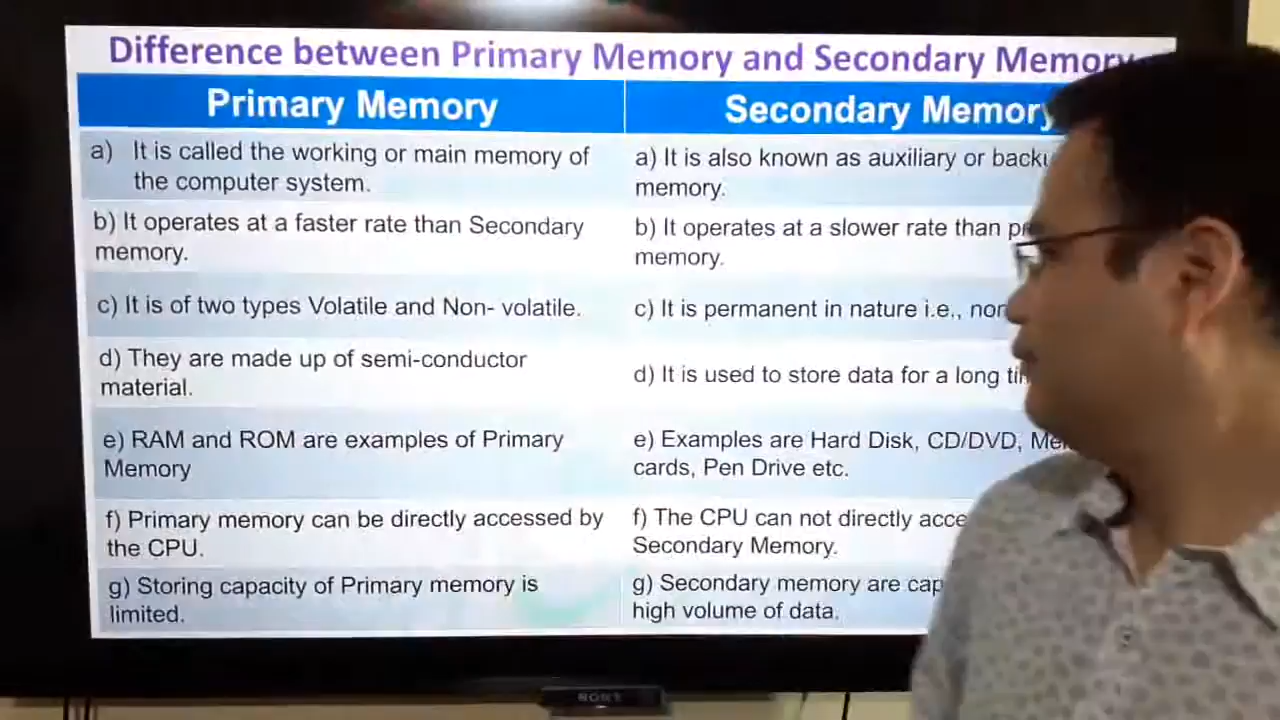 Difference between Primary Memory and Secondary Memory
Primary Memory
Secondary Memory
a) It is called the working or main memory of
the computer system.
a) It is also known as auxiliary or
memory.
b) It operates at a faster rate than Secondary
memory.
b) It operates at a slower rate than
memory.
c) It is of two types Volatile and Non- volatile.
c) It is permanent in nature i.e.,
d) They are made up of semi-conductor
material.
d) It is used to store data for a long
e) RAM and ROM are examples of Primary
Memory
e) Examples are Hard Disk, CD/DVD,
cards, Pen Drive etc.
f) Primary memory can be directly accessed by
the CPU.
f) The CPU can not directly
Secondary Memory.
g) Storing capacity of Primary memory is
limited.
g) Secondary memory are
high volume of data.
SONY